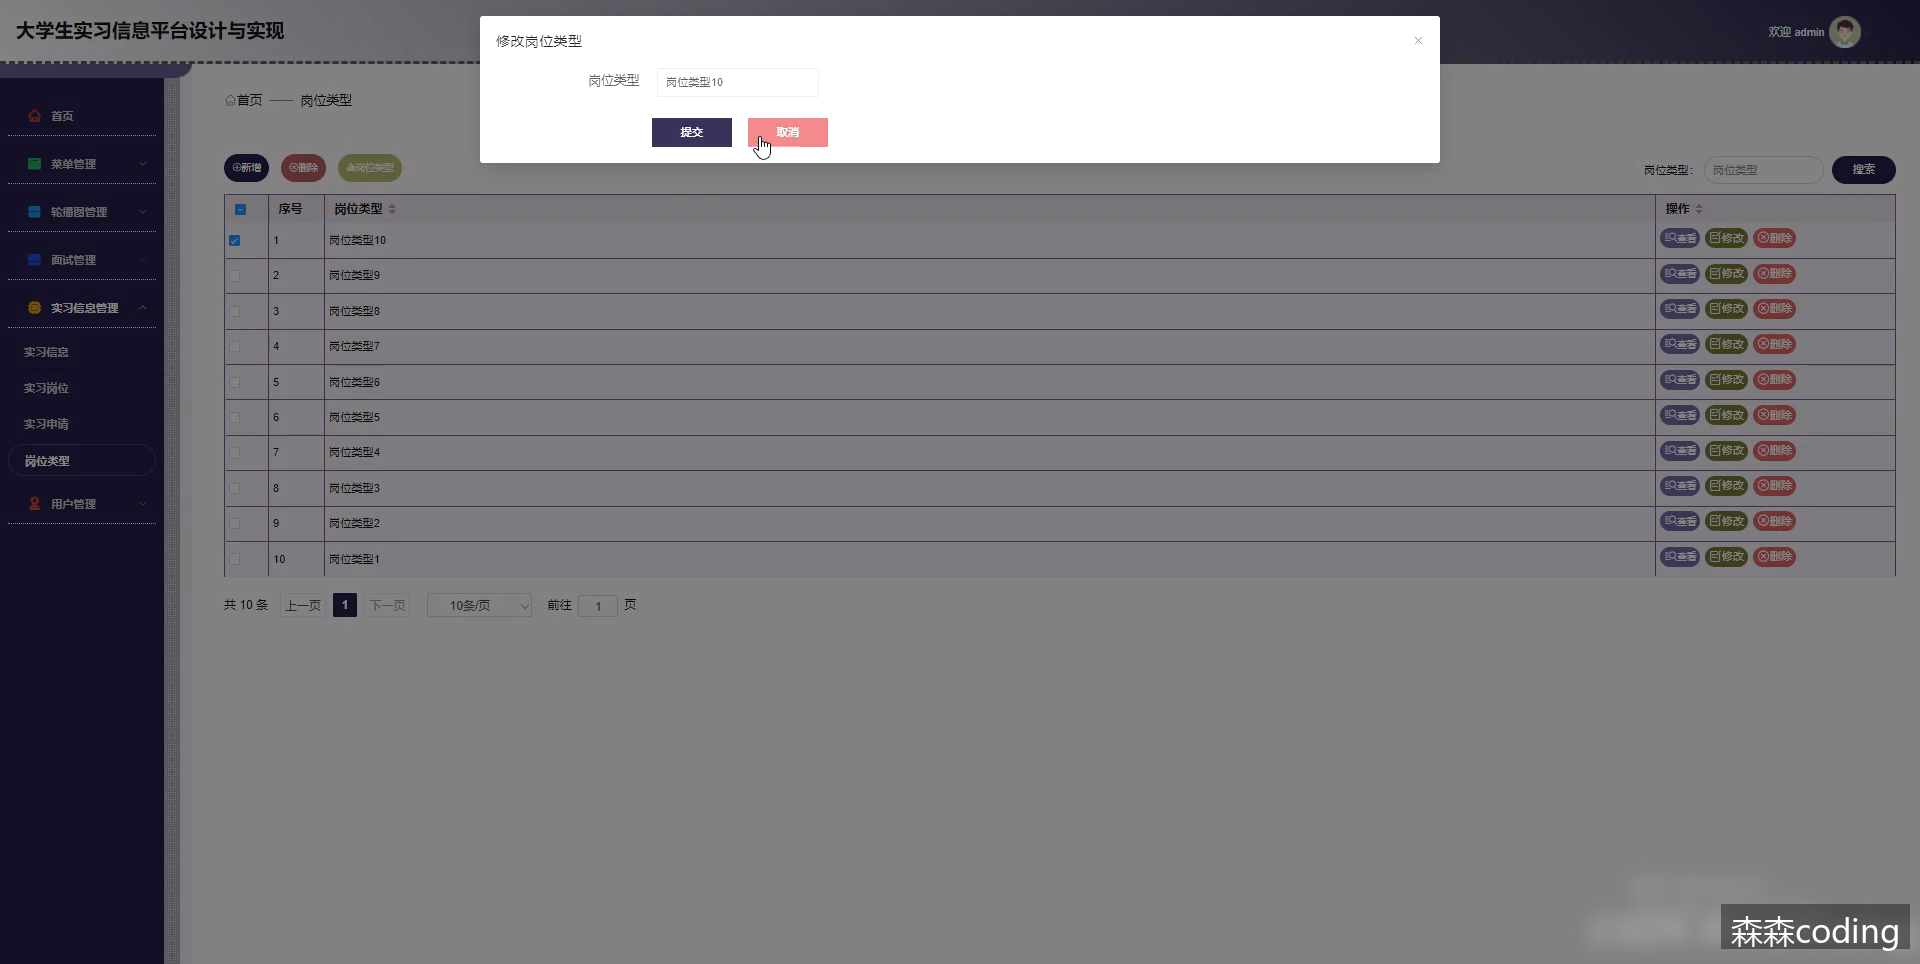 大学生实习信息平台设计与实现
欢迎 admin
修改岗位类型
岗位类型 岗位类型10
提交 取消
首页
菜单管理
轮播图管理
面试管理
实习信息管理
实习信息
实习岗位
实习申请
岗位类型
用户管理
首页 —— 岗位类型
新增 删除 岗位类型
岗位类型: 岗位类型 搜索
序号 岗位类型 操作
1 岗位类型10 查看 修改 删除
2 岗位类型9 查看 修改 删除
3 岗位类型8 查看 修改 删除
4 岗位类型7 查看 修改 删除
5 岗位类型6 查看 修改 删除
6 岗位类型5 查看 修改 删除
7 岗位类型4 查看 修改 删除
8 岗位类型3 查看 修改 删除
9 岗位类型2 查看 修改 删除
10 岗位类型1 查看 修改 删除
共 10 条 上一页 1 下一页 10条/页 前往 1 页
森森coding